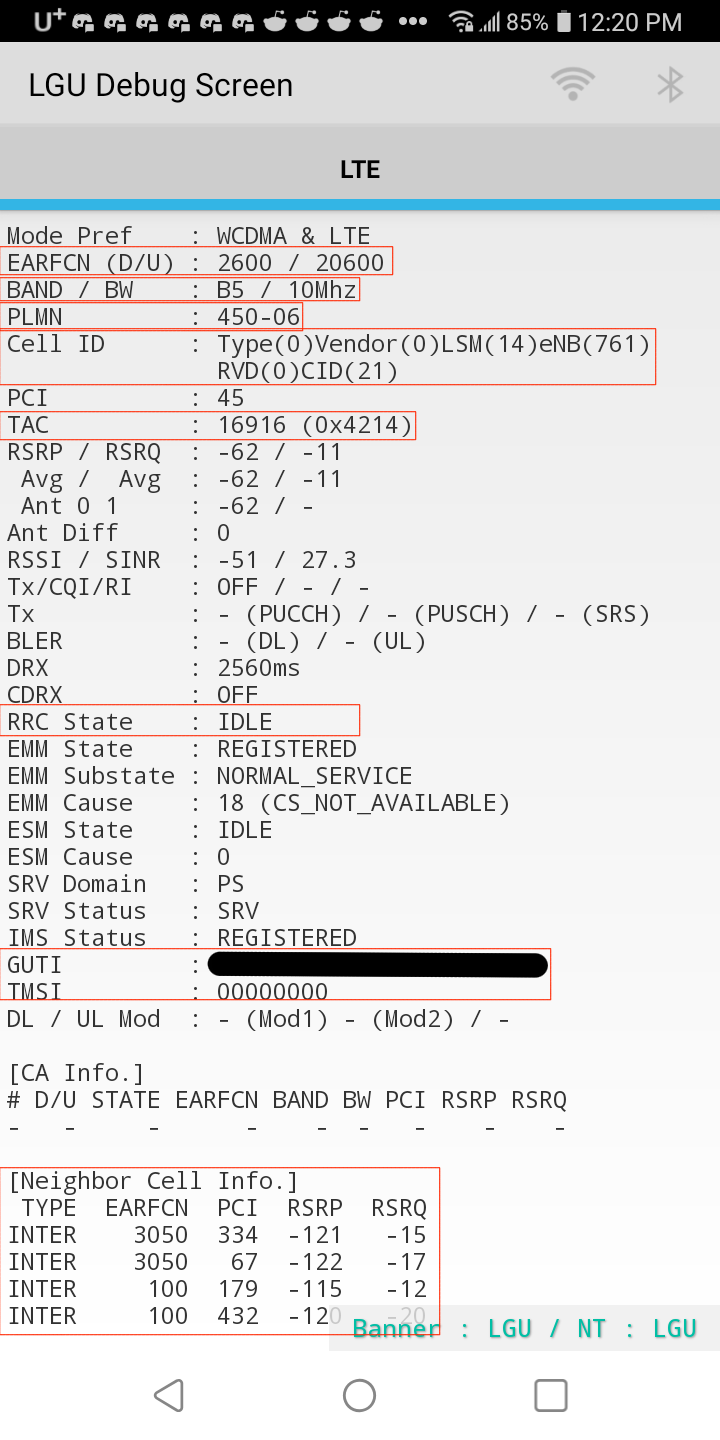 U+ 85% 12:20 PM
LGU Debug Screen
LTE
Mode Pref : WCDMA & LTE
EARFCN (D/U) : 2600 / 20600
BAND / BW : B5 / 10Mhz
PLMN : 450-06
Cell ID : Type(0)Vendor(0)LSM(14)eNB(761)
RVD(0)CID(21)
PCI : 45
TAC : 16916 (0x4214)
RSRP / RSRQ : -62 / -11
Avg / Avg : -62 / -11
Ant 0 1 : -62 / -
Ant Diff : 0
RSSI / SINR : -51 / 27.3
Tx/CQI/RI : OFF / - / -
Tx : - (PUCCH) / - (PUSCH) / - (SRS)
BLER : - (DL) / - (UL)
DRX : 2560ms
CDRX : OFF
RRC State : IDLE
EMM State : REGISTERED
EMM Substate : NORMAL_SERVICE
EMM Cause : 18 (CS_NOT_AVAILABLE)
ESM State : IDLE
ESM Cause : 0
SRV Domain : PS
SRV Status : SRV
IMS Status : REGISTERED
GUTI :
TMSI : 00000000
DL / UL Mod : - (Mod1) - (Mod2) / -
[CA Info.]
# D/U STATE EARFCN BAND BW PCI RSRP RSRQ
- - - - - - - - -
[Neighbor Cell Info.]
TYPE EARFCN PCI RSRP RSRQ
INTER 3050 334 -121 -15
INTER 3050 67 -122 -17
INTER 100 179 -115 -12
INTER 100 432 -120 -20
Banner : LGU / NT : LGU